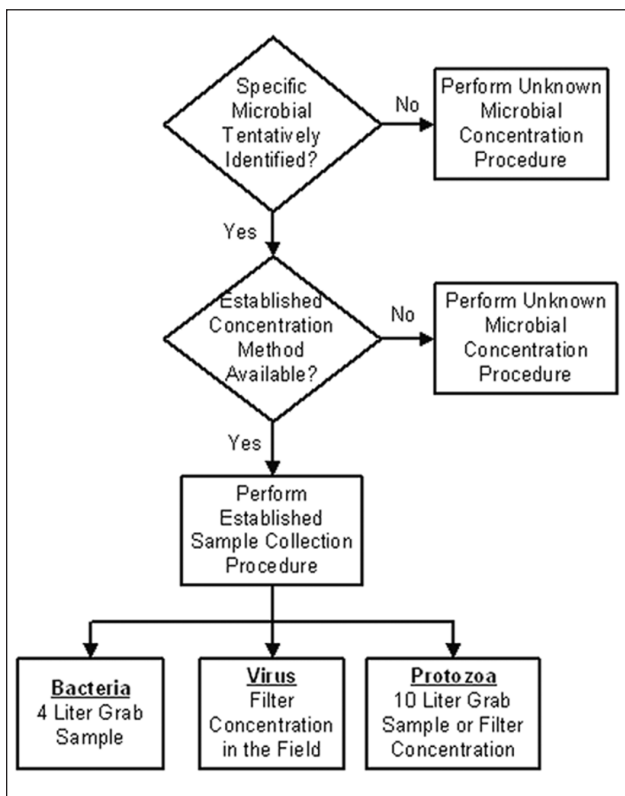 Specific
Microbial
Tentatively
Identified?
No
Perform Unknown
Microbial
Concentration
Procedure
Yes
Established
Concentration
Method
Available?
No
Perform Unknown
Microbial
Concentration
Procedure
Yes
Perform
Established
Sample Collection
Procedure
Bacteria
4 Liter Grab
Sample
Virus
Filter
Concentration
in the Field
Protozoa
10 Liter Grab
Sample or Filter
Concentration